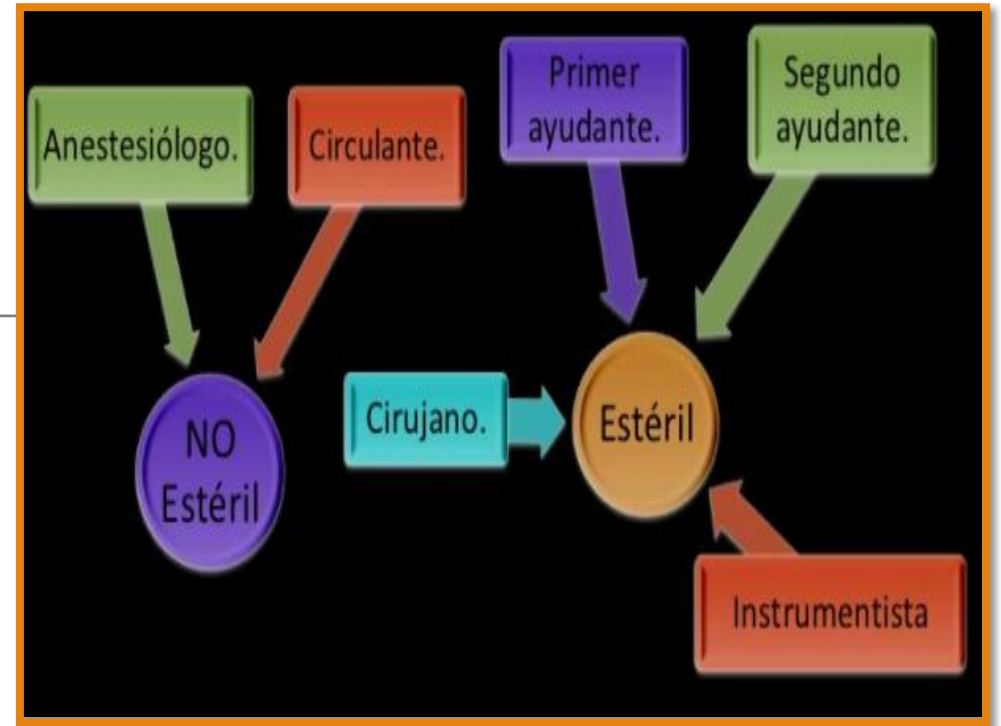 Anestesiólogo.
Circulante.
Primer
ayudante.
Segundo
ayudante.
NO
Estéril
Cirujano.
Estéril
Instrumentista